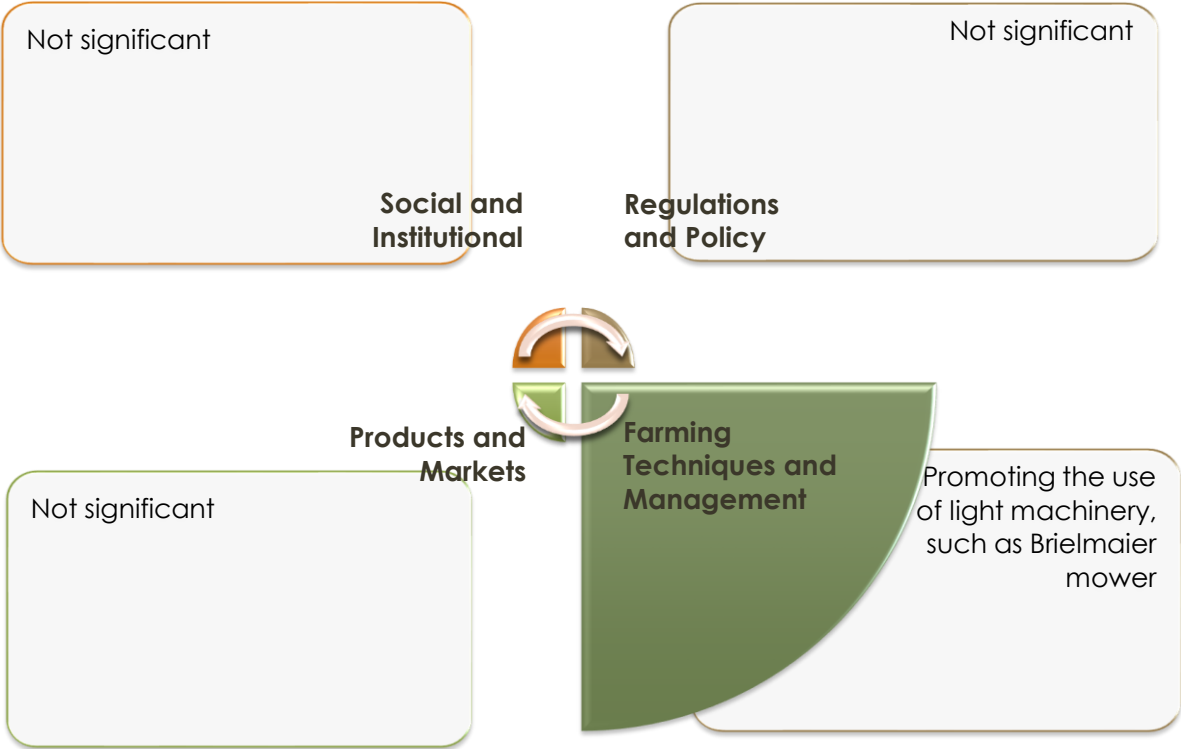 Not significant
Not significant
Social and
Institutional
Regulations
and Policy
Products and
Markets
Farming
Techniques and
Management
Not significant
Promoting the use
of light machinery,
such as Brielmaier
mower